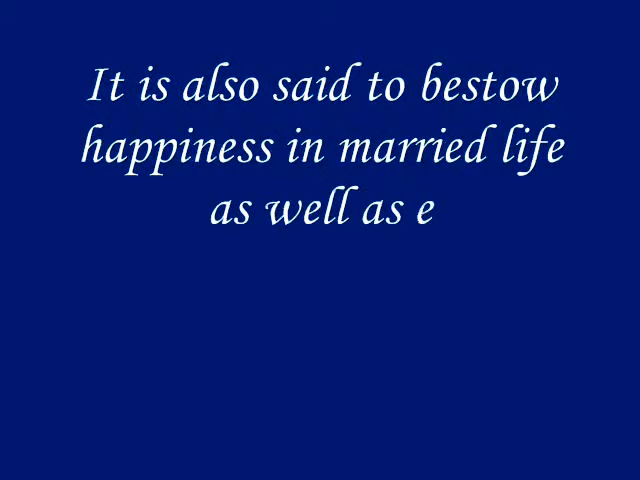 It is also said to bestow
happiness in married life
as well as e